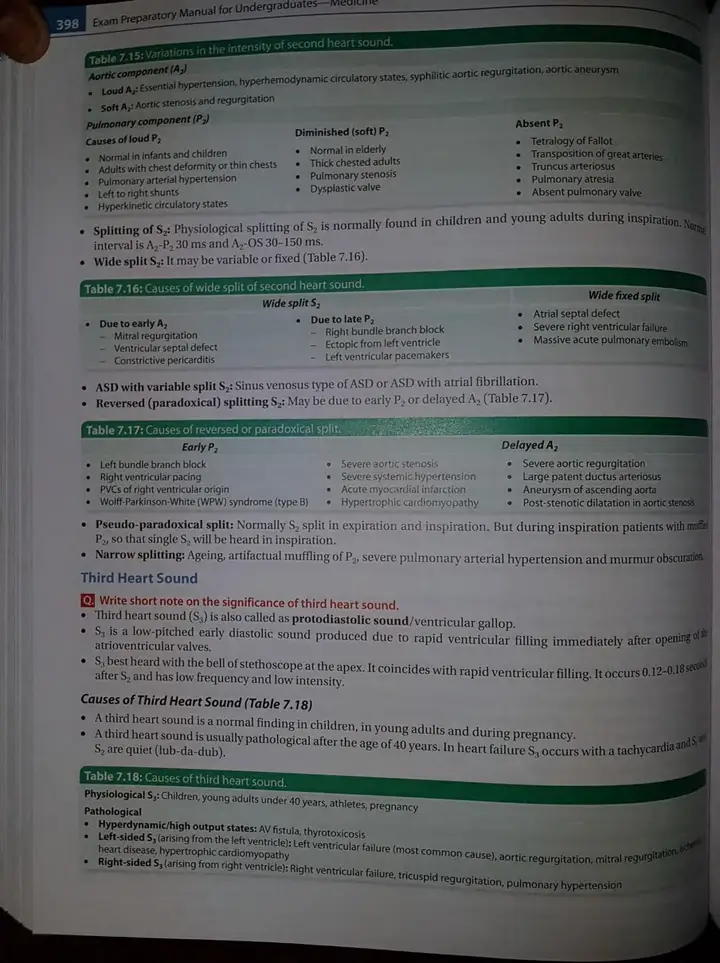 398 Exam Preparatory Manual for Undergraduates—Medicine
Table 7.15: Variations in the intensity of second heart sound.
Aortic component (A2)
• Loud A2: Essential hypertension, hyperhemodynamic circulatory states, syphilitic aortic regurgitation, aortic aneurysm
• Soft A2: Aortic stenosis and regurgitation
Pulmonary component (P2)
Causes of loud P2
• Normal in infants and children
• Adults with chest deformity or thin chests
• Pulmonary arterial hypertension
• Left to right shunts
• Hyperkinetic circulatory states
Diminished (soft) P2
• Normal in elderly
• Thick chested adults
• Pulmonary stenosis
• Dysplastic valve
Absent P2
• Tetralogy of Fallot
• Transposition of great arteries
• Truncus arteriosus
• Pulmonary atresia
• Absent pulmonary valve
• Splitting of S2: Physiological splitting of S2 is normally found in children and young adults during inspiration.
interval is A2-P2 30 ms and A2-OS 30–150 ms.
• Wide split S2: It may be variable or fixed (Table 7.16).
Table 7.16: Causes of wide split of second heart sound.
Wide split S2
• Due to early A2
– Mitral regurgitation
– Ventricular septal defect
– Constrictive pericarditis
• Due to late P2
– Right bundle branch block
– Ectopic from left ventricle
– Left ventricular pacemakers
Wide fixed split
• Atrial septal defect
• Severe right ventricular failure
• Massive acute pulmonary embolism
• ASD with variable split S2: Sinus venosus type of ASD or ASD with atrial fibrillation.
• Reversed (paradoxical) splitting S2: May be due to early P2 or delayed A2 (Table 7.17).
Table 7.17: Causes of reversed or paradoxical split.
Early P2
• Left bundle branch block
• Right ventricular pacing
• PVCs of right ventricular origin
• Wolff-Parkinson-White (WPW) syndrome (type B)
Delayed A2
• Severe aortic stenosis
• Severe systemic hypertension
• Acute myocardial infarction
• Hypertrophic cardiomyopathy
• Severe aortic regurgitation
• Large patent ductus arteriosus
• Aneurysm of ascending aorta
• Post-stenotic dilatation in aortic stenosis
• Pseudo-paradoxical split: Normally S2 split in expiration and inspiration. But during inspiration patients with
P2, so that single S2 will be heard in inspiration.
• Narrow splitting: Ageing, artifactual muffling of P2, severe pulmonary arterial hypertension and murmur obscuration.
Third Heart Sound
Q. Write short note on the significance of third heart sound.
• Third heart sound (S3) is also called as protodiastolic sound/ventricular gallop.
• S3 is a low-pitched early diastolic sound produced due to rapid ventricular filling immediately after opening of
atrioventricular valves.
• S3 best heard with the bell of stethoscope at the apex. It coincides with rapid ventricular filling. It occurs 0.12–0.18
after S2 and has low frequency and low intensity.
Causes of Third Heart Sound (Table 7.18)
• A third heart sound is a normal finding in children, in young adults and during pregnancy.
• A third heart sound is usually pathological after the age of 40 years. In heart failure S3 occurs with a tachycardia and
S2 are quiet (lub-da-dub).
Table 7.18: Causes of third heart sound.
Physiological S3: Children, young adults under 40 years, athletes, pregnancy
Pathological
• Hyperdynamic/high output states: AV fistula, thyrotoxicosis
• Left-sided S3 (arising from the left ventricle): Left ventricular failure (most common cause), aortic regurgitation, mitral regurgitation,
heart disease, hypertrophic cardiomyopathy
• Right-sided S3 (arising from right ventricle): Right ventricular failure, tricuspid regurgitation, pulmonary hypertension